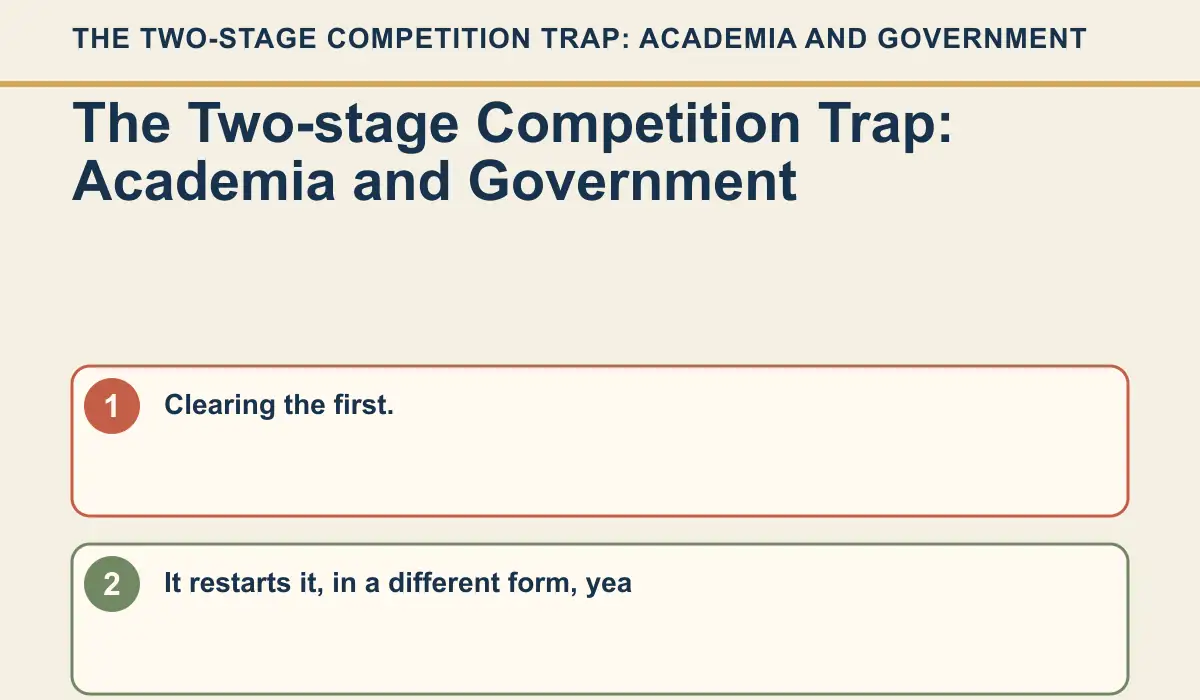 THE TWO-STAGE COMPETITION TRAP: ACADEMIA AND GOVERNMENT
The Two-stage Competition Trap:
Academia and Government
1 Clearing the first.
2 It restarts it, in a different form, yea